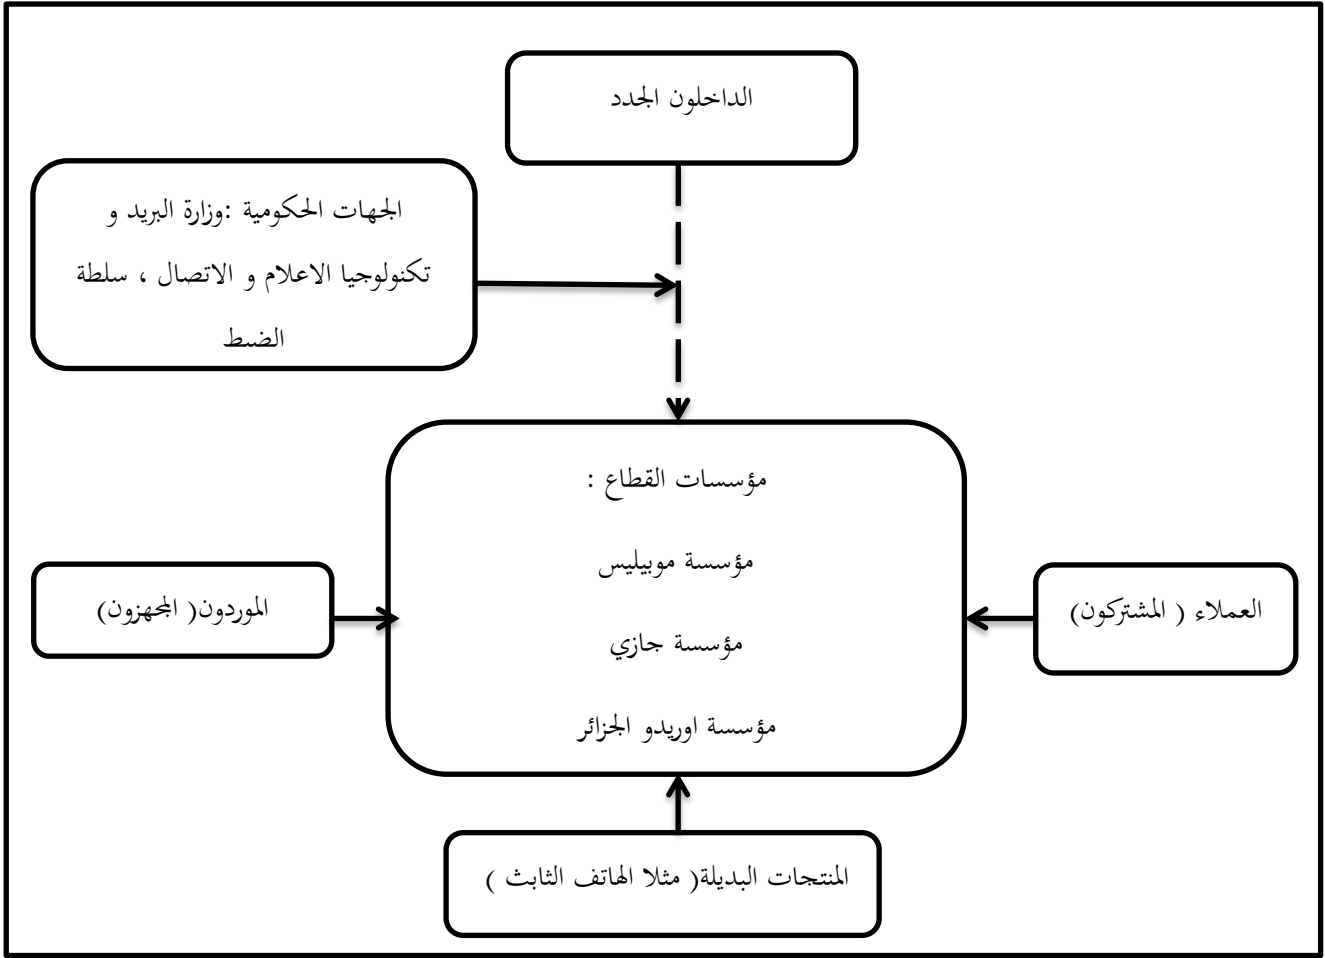 الداخلون الجدد
الجهات الحكومية :وزارة البريد و
تكنولوجيا الاعلام و الاتصال ، سلطة
الضبط
مؤسسات القطاع :
مؤسسة موبيليس
مؤسسة جازي
مؤسسة اوريدو الجزائر
العملاء ( المشتركون)
الموردون( المجهزون)
المنتجات البديلة( مثلا الهاتف الثابث )